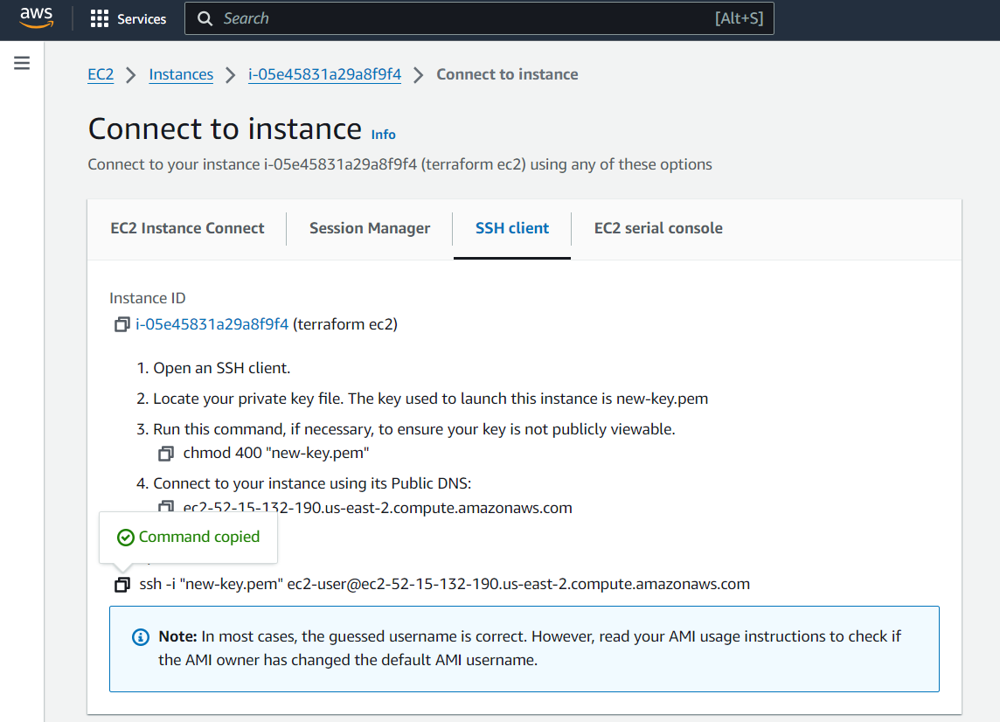 aws Services Search [Alt+S]
EC2 Instances i-05e45831a29a8f9f4 Connect to instance
Connect to instance Info
Connect to your instance i-05e45831a29a8f9f4 (terraform ec2) using any of these options
EC2 Instance Connect Session Manager SSH client EC2 serial console
Instance ID
i-05e45831a29a8f9f4 (terraform ec2)
1. Open an SSH client.
2. Locate your private key file. The key used to launch this instance is new-key.pem
3. Run this command, if necessary, to ensure your key is not publicly viewable.
chmod 400 "new-key.pem"
4. Connect to your instance using its Public DNS:
ec2-52-15-132-190.us-east-2.compute.amazonaws.com
Command copied
ssh -i "new-key.pem" ec2-user@ec2-52-15-132-190.us-east-2.compute.amazonaws.com
Note: In most cases, the guessed username is correct. However, read your AMI usage instructions to check if
the AMI owner has changed the default AMI username.